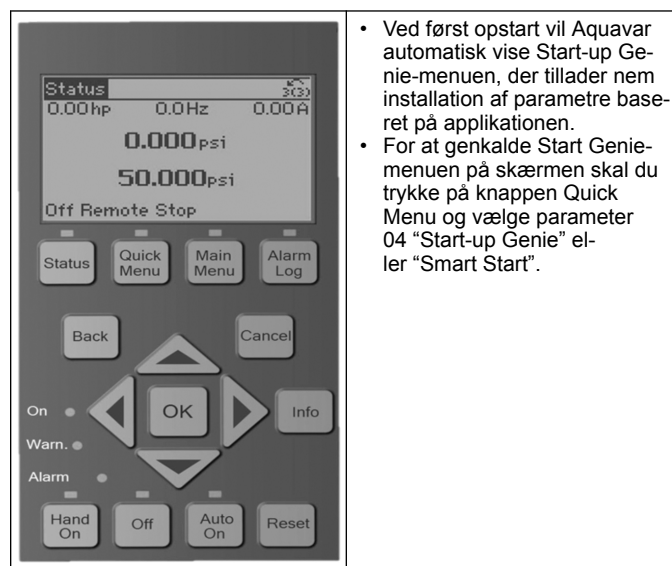 Status
3(3)
0.00hp 0.0Hz 0.00A
0.000psi
50.000psi
Off Remote Stop
Status
Quick
Menu
Main
Menu
Alarm
Log
Back
Cancel
OK
Info
On
Warn.
Alarm
Hand
On
Off
Auto
On
Reset
• Ved først opstart vil Aquavar
automatisk vise Start-up Ge-
nie-menuen, der tillader nem
installation af parametre base-
ret på applikationen.
• For at genkalde Start Genie-
menuen på skærmen skal du
trykke på knappen Quick
Menu og vælge parameter
04 “Start-up Genie” el-
ler “Smart Start”.